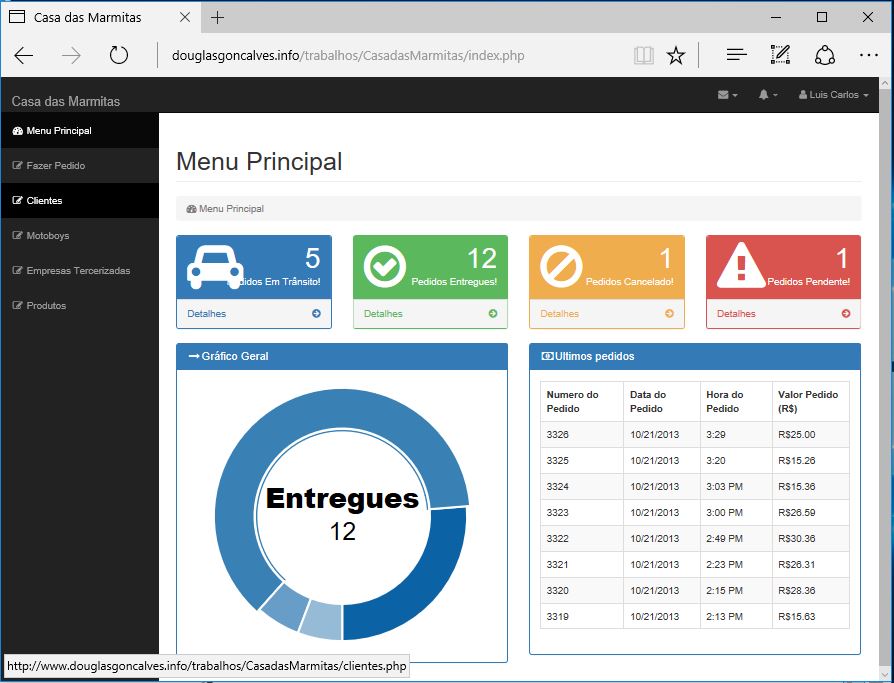 Casa das Marmitas
douglasgoncalves.info/trabalhos/CasadasMarmitas/index.php
Casa das Marmitas
Luis Carlos
Menu Principal
Fazer Pedido
Clientes
Motoboys
Empresas Tercerizadas
Produtos
Menu Principal
Menu Principal
5
didos Em Trânsito!
Detalhes
12
Pedidos Entregues!
Detalhes
1
Pedidos Cancelado!
Detalhes
1
Pedidos Pendente!
Detalhes
Gráfico Geral
Entregues
12
Ultimos pedidos
Numero do Pedido Data do Pedido Hora do Pedido Valor Pedido (R$)
3326 10/21/2013 3:29 R$25.00
3325 10/21/2013 3:20 R$15.26
3324 10/21/2013 3:03 PM R$15.36
3323 10/21/2013 3:00 PM R$26.59
3322 10/21/2013 2:49 PM R$30.36
3321 10/21/2013 2:23 PM R$26.31
3320 10/21/2013 2:15 PM R$28.36
3319 10/21/2013 2:13 PM R$15.63
http://www.douglasgoncalves.info/trabalhos/CasadasMarmitas/clientes.php